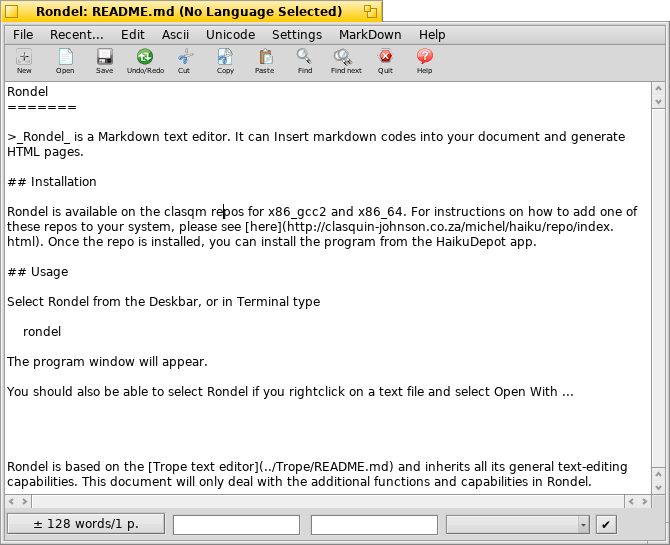 Rondel: README.md (No Language Selected)
File Recent... Edit Ascii Unicode Settings MarkDown Help
New Open Save Undo/Redo Cut Copy Paste Find Find next Quit Help
Rondel
=======
>_Rondel_ is a Markdown text editor. It can Insert markdown codes into your document and generate
HTML pages.
## Installation
Rondel is available on the clasqm repos for x86_gcc2 and x86_64. For instructions on how to add one of
these repos to your system, please see [here](http://clasquin-johnson.co.za/michel/haiku/repo/index.
html). Once the repo is installed, you can install the program from the HaikuDepot app.
## Usage
Select Rondel from the Deskbar, or in Terminal type
rondel
The program window will appear.
You should also be able to select Rondel if you rightclick on a text file and select Open With ...
Rondel is based on the [Trope text editor](../Trope/README.md) and inherits all its general text-editing
capabilities. This document will only deal with the additional functions and capabilities in Rondel.
± 128 words/1 p. ✔